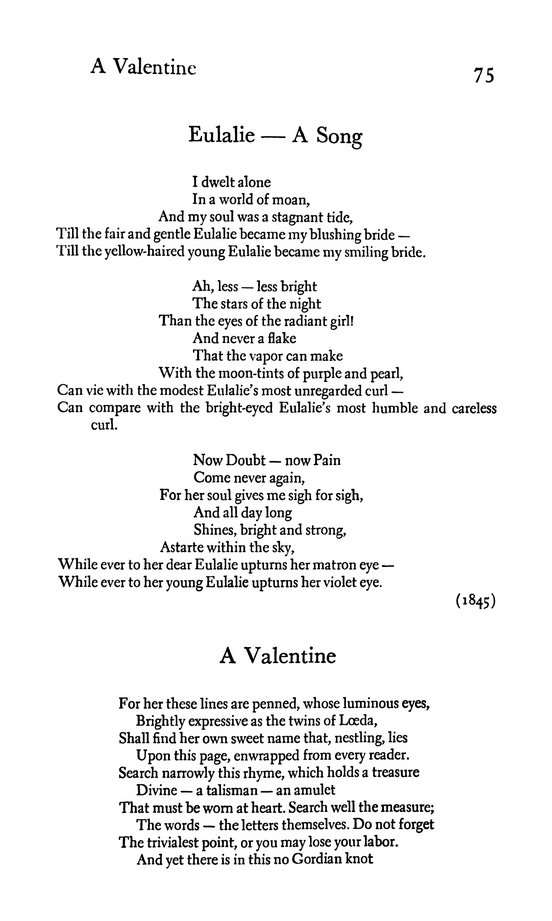 A Valentine
75
Eulalie — A Song
I dwelt alone
In a world of moan,
And my soul was a stagnant tide,
Till the fair and gentle Eulalie became my blushing bride —
Till the yellow-haired young Eulalie became my smiling bride.
Ah, less — less bright
The stars of the night
Than the eyes of the radiant girl!
And never a flake
That the vapor can make
With the moon-tints of purple and pearl,
Can vie with the modest Eulalie's most unregarded curl —
Can compare with the bright-eyed Eulalie's most humble and careless
curl.
Now Doubt — now Pain
Come never again,
For her soul gives me sigh for sigh,
And all day long
Shines, bright and strong,
Astarte within the sky,
While ever to her dear Eulalie upturns her matron eye —
While ever to her young Eulalie upturns her violet eye.
(1845)
A Valentine
For her these lines are penned, whose luminous eyes,
Brightly expressive as the twins of Lœda,
Shall find her own sweet name that, nestling, lies
Upon this page, enwrapped from every reader.
Search narrowly this rhyme, which holds a treasure
Divine — a talisman — an amulet
That must be worn at heart. Search well the measure;
The words — the letters themselves. Do not forget
The trivialest point, or you may lose your labor.
And yet there is in this no Gordian knot